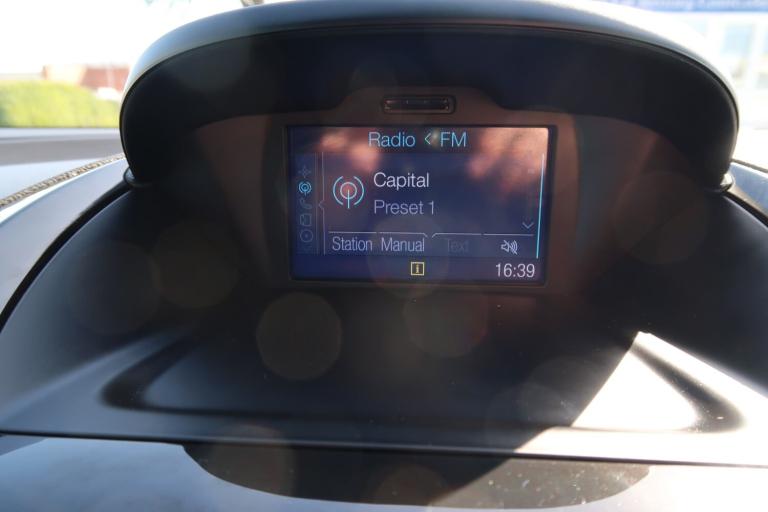 Radio < FM
Capital
Preset 1
Station Manual Text
i
16:39